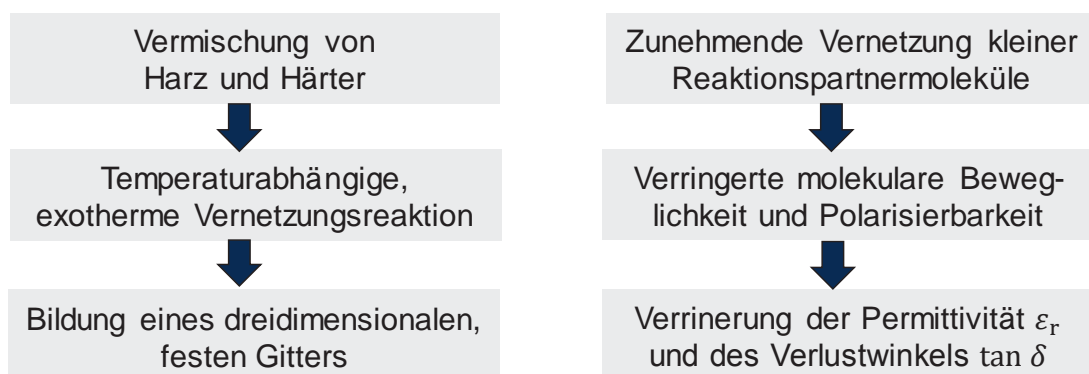 Vermischung von
Harz und Härter
Temperaturabhängige,
exotherme Vernetzungsreaktion
Bildung eines dreidimensionalen,
festen Gitters
Zunehmende Vernetzung kleiner
Reaktionspartnermoleküle
Verringerte molekulare Beweg-
lichkeit und Polarisierbarkeit
Verrinerung der Permittivität εr
und des Verlustwinkels tan δ